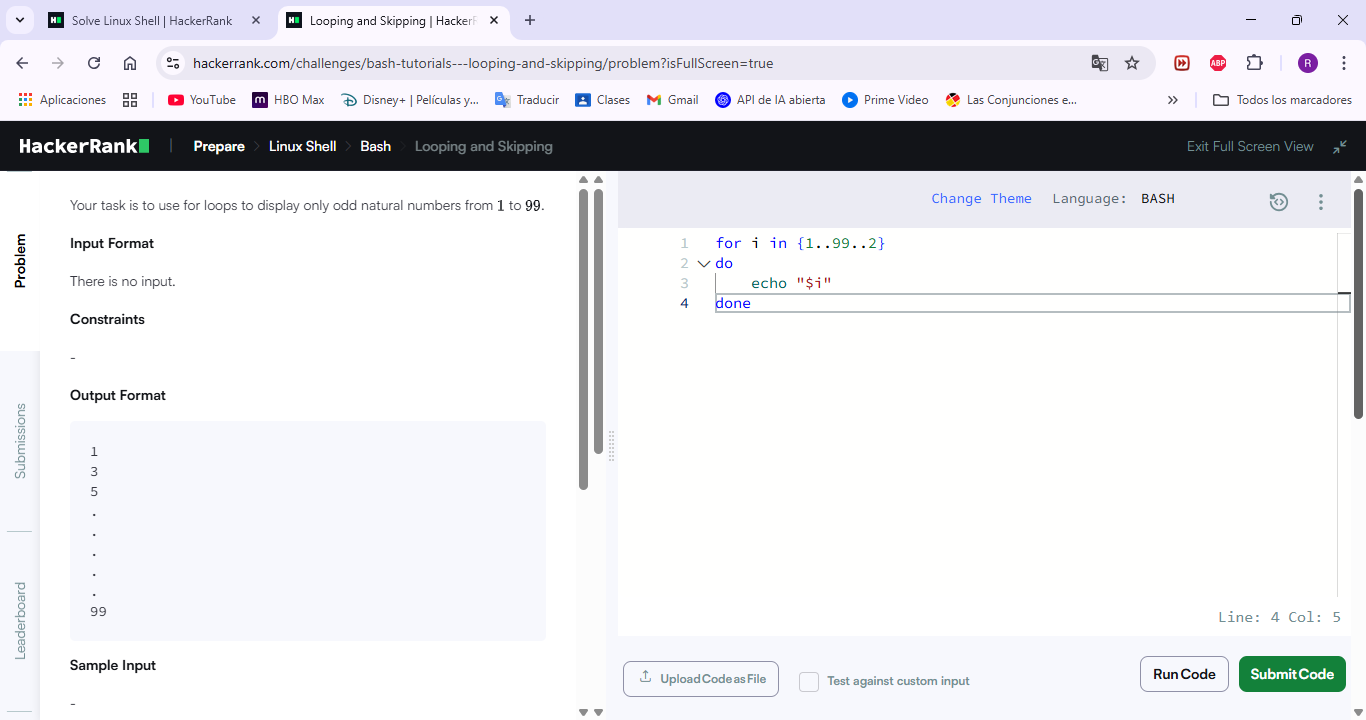 Solve Linux Shell | HackerRank
Looping and Skipping | HackerR
hackerrank.com/challenges/bash-tutorials---looping-and-skipping/problem?isFullScreen=true
ABP
R
Aplicaciones
YouTube
m HBO Max
Disney+ | Películas y...
Traducir
Clases
Gmail
API de IA abierta
Prime Video
Las Conjunciones e...
Todos los marcadores
HackerRank
Prepare
Linux Shell
Bash
Looping and Skipping
Exit Full Screen View
Problem
Submissions
Leaderboard
Your task is to use for loops to display only odd natural numbers from 1 to 99.
Input Format
There is no input.
Constraints
-
Output Format
1
3
5
.
.
.
.
.
99
Sample Input
-
Change Theme Language: BASH
1 for i in {1..99..2}
2 do
3     echo "$i"
4 done
Line: 4 Col: 5
Upload Code as File
Test against custom input
Run Code
Submit Code